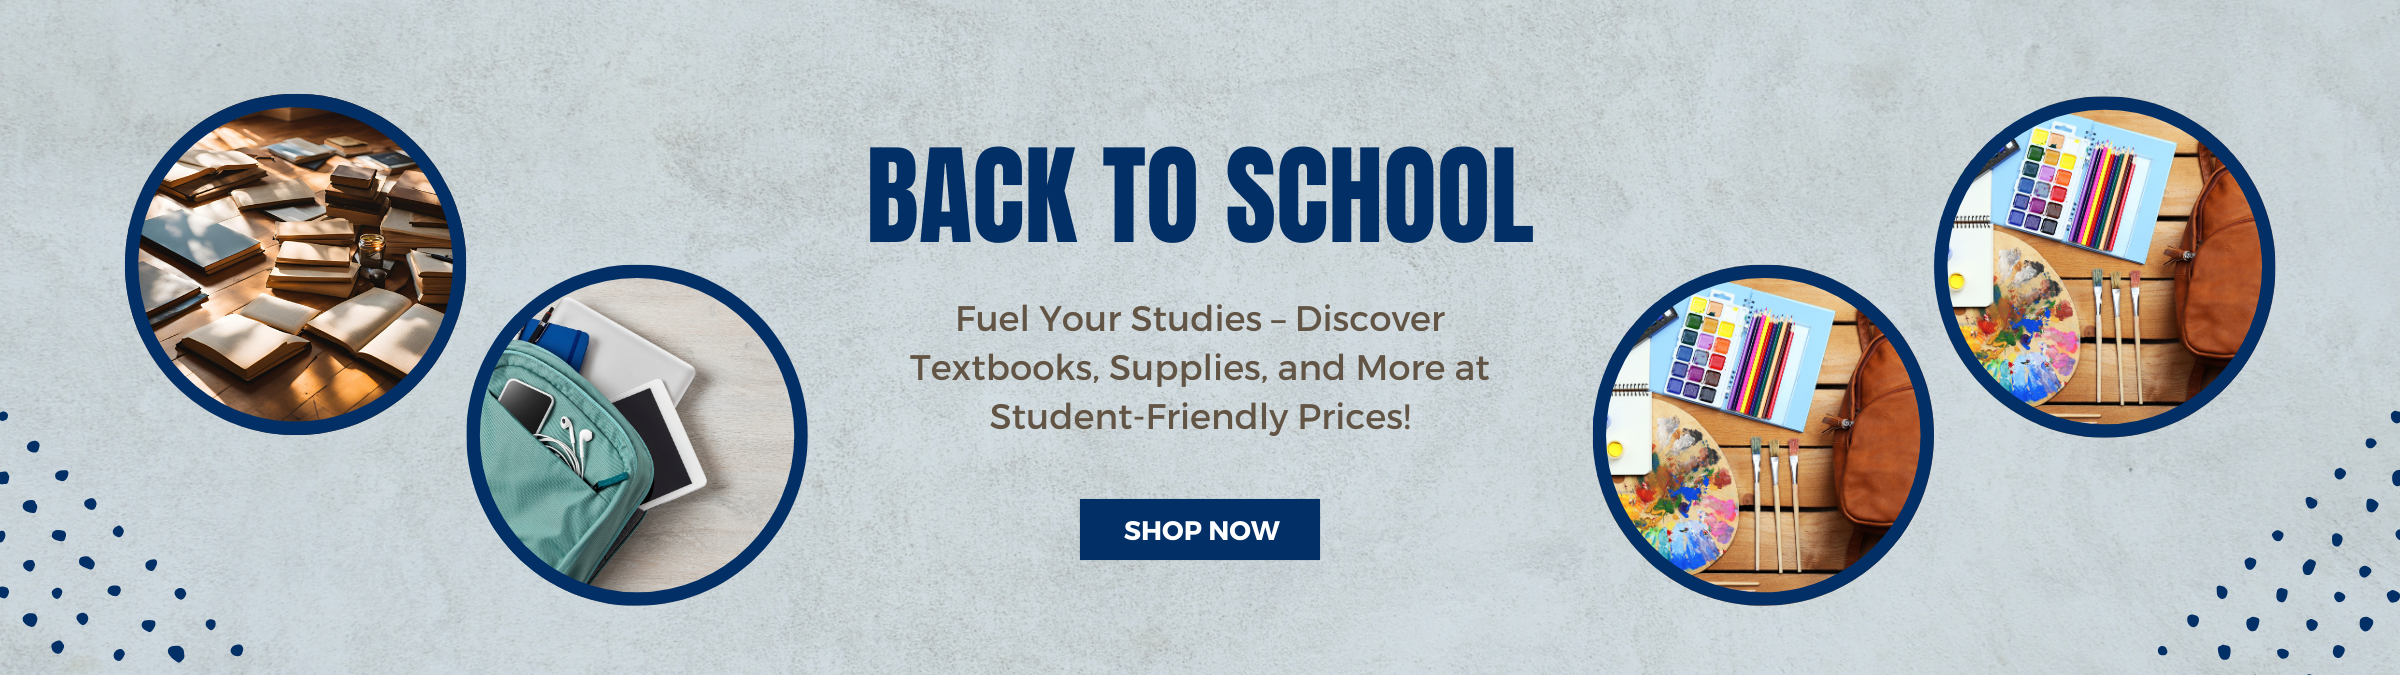 BACK TO SCHOOL
Fuel Your Studies – Discover
Textbooks, Supplies, and More at
Student-Friendly Prices!
SHOP NOW